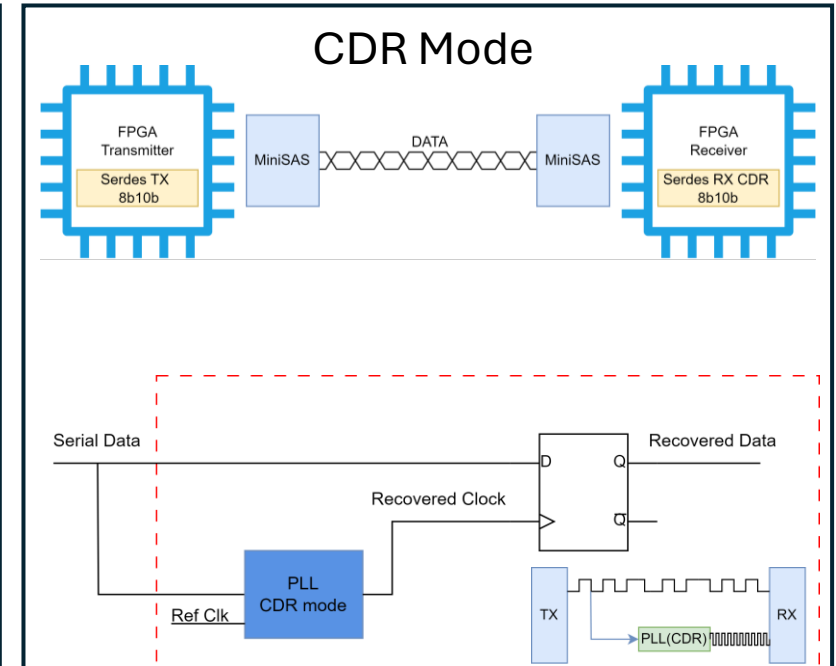 CDR Mode
FPGA
Transmitter
Serdes TX
8b10b
MiniSAS
DATA
MiniSAS
FPGA
Receiver
Serdes RX CDR
8b10b
Serial Data
D
Q
Recovered Data
Recovered Clock
Q̅
PLL
CDR mode
Ref Clk
TX
PLL(CDR)
RX